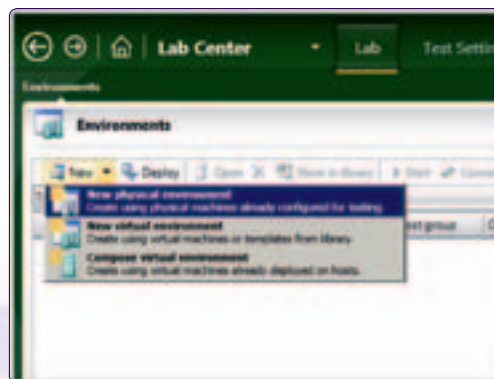 Lab Center Lab Test Settin
Environments
Environments
New Deploy Open Store in library Start Conne
New physical environment
Create using physical machines already configured for testing.
New virtual environment
Create using virtual machines or templates from library.
Compose virtual environment
Create using virtual machines already deployed on hosts.
group